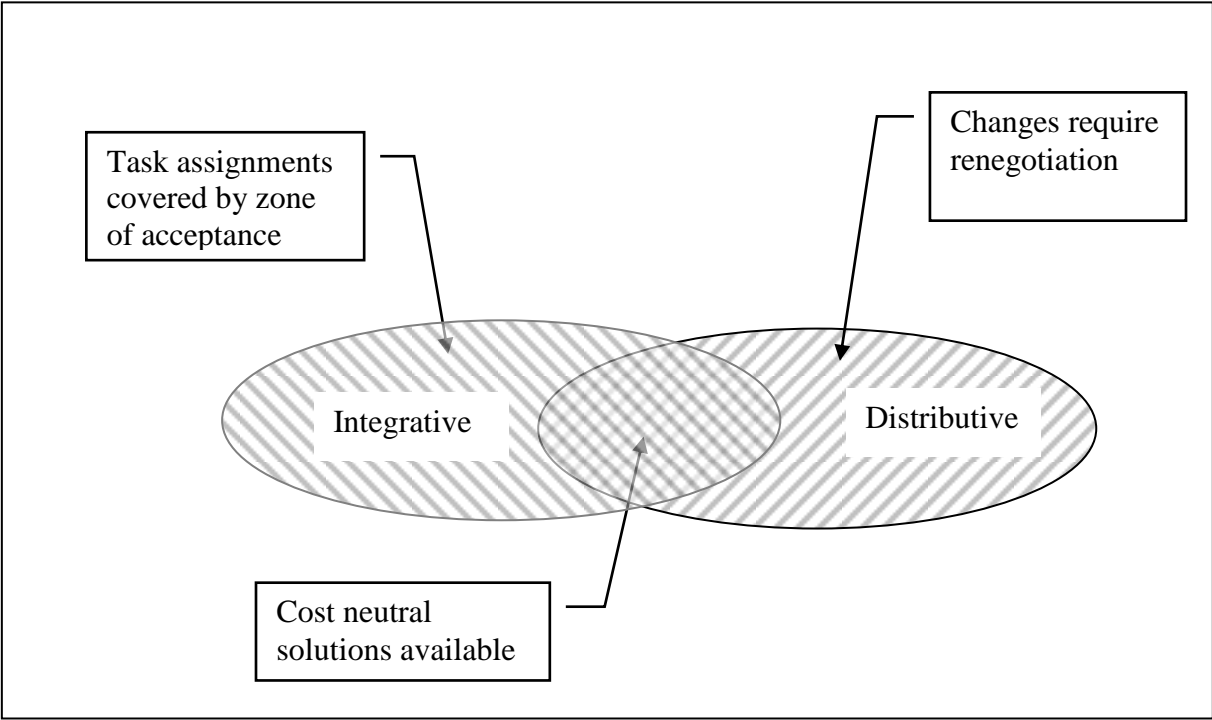 Task assignments
covered by zone
of acceptance
Changes require
renegotiation
Integrative
Distributive
Cost neutral
solutions available